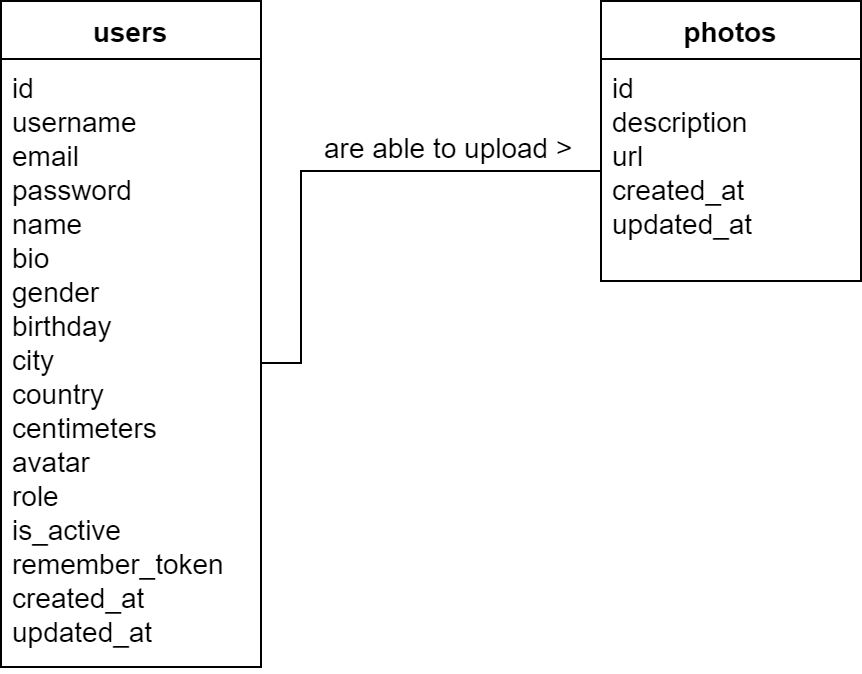 users
id
username
email
password
name
bio
gender
birthday
city
country
centimeters
avatar
role
is_active
remember_token
created_at
updated_at
are able to upload >
photos
id
description
url
created_at
updated_at